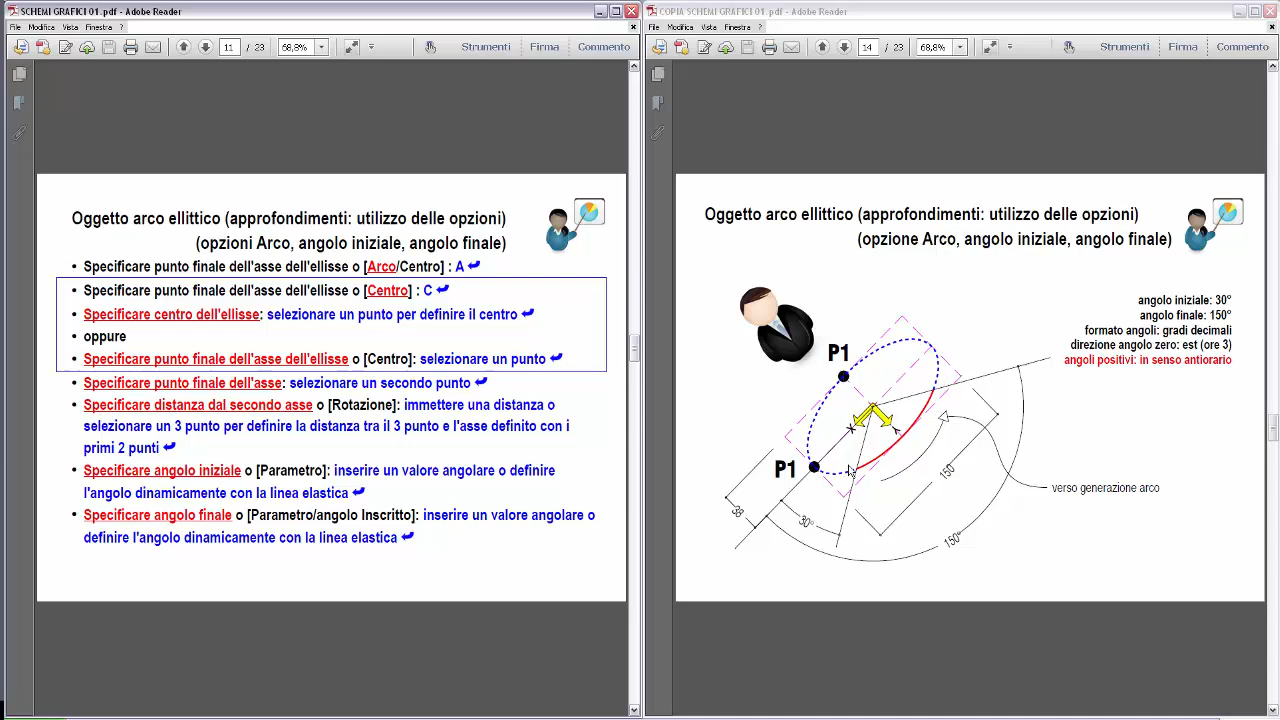 SCHEMI GRAFICI 01.pdf - Adobe Reader
File Modifica Vista Finestra ?
11 / 23 68,8% Strumenti Firma Commento
Oggetto arco ellittico (approfondimenti: utilizzo delle opzioni)
(opzioni Arco, angolo iniziale, angolo finale)
• Specificare punto finale dell'asse dell'ellisse o [Arco/Centro] : A
• Specificare punto finale dell'asse dell'ellisse o [Centro] : C
• Specificare centro dell'ellisse: selezionare un punto per definire il centro
• oppure
• Specificare punto finale dell'asse dell'ellisse o [Centro]: selezionare un punto
• Specificare punto finale dell'asse: selezionare un secondo punto
• Specificare distanza dal secondo asse o [Rotazione]: immettere una distanza o
selezionare un 3 punto per definire la distanza tra il 3 punto e l'asse definito con i
primi 2 punti
• Specificare angolo iniziale o [Parametro]: inserire un valore angolare o definire
l'angolo dinamicamente con la linea elastica
• Specificare angolo finale o [Parametro/angolo Inscritto]: inserire un valore angolare o
definire l'angolo dinamicamente con la linea elastica
COPIA SCHEMI GRAFICI 01.pdf - Adobe Reader
File Modifica Vista Finestra ?
14 / 23 68,8% Strumenti Firma Commento
Oggetto arco ellittico (approfondimenti: utilizzo delle opzioni)
(opzione Arco, angolo iniziale, angolo finale)
angolo iniziale: 30°
angolo finale: 150°
formato angoli: gradi decimali
direzione angolo zero: est (ore 3)
angoli positivi: in senso antiorario
P1
P1
150
verso generazione arco
38
30°
150°